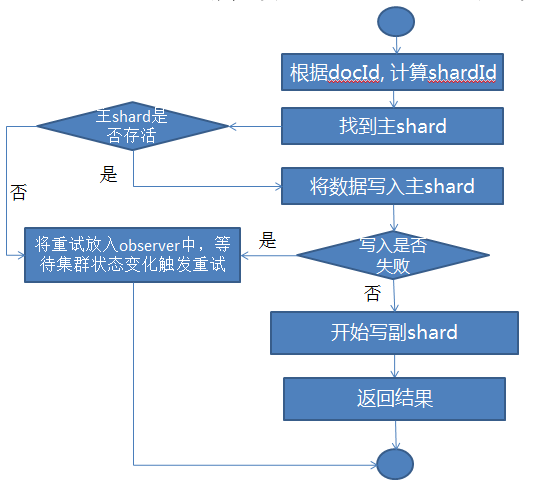 根据docId, 计算shardId
找到主shard
主shard是
否存活
否
是
将数据写入主shard
将重试放入observer中，等
待集群状态变化触发重试
是
写入是否
失败
否
开始写副shard
返回结果